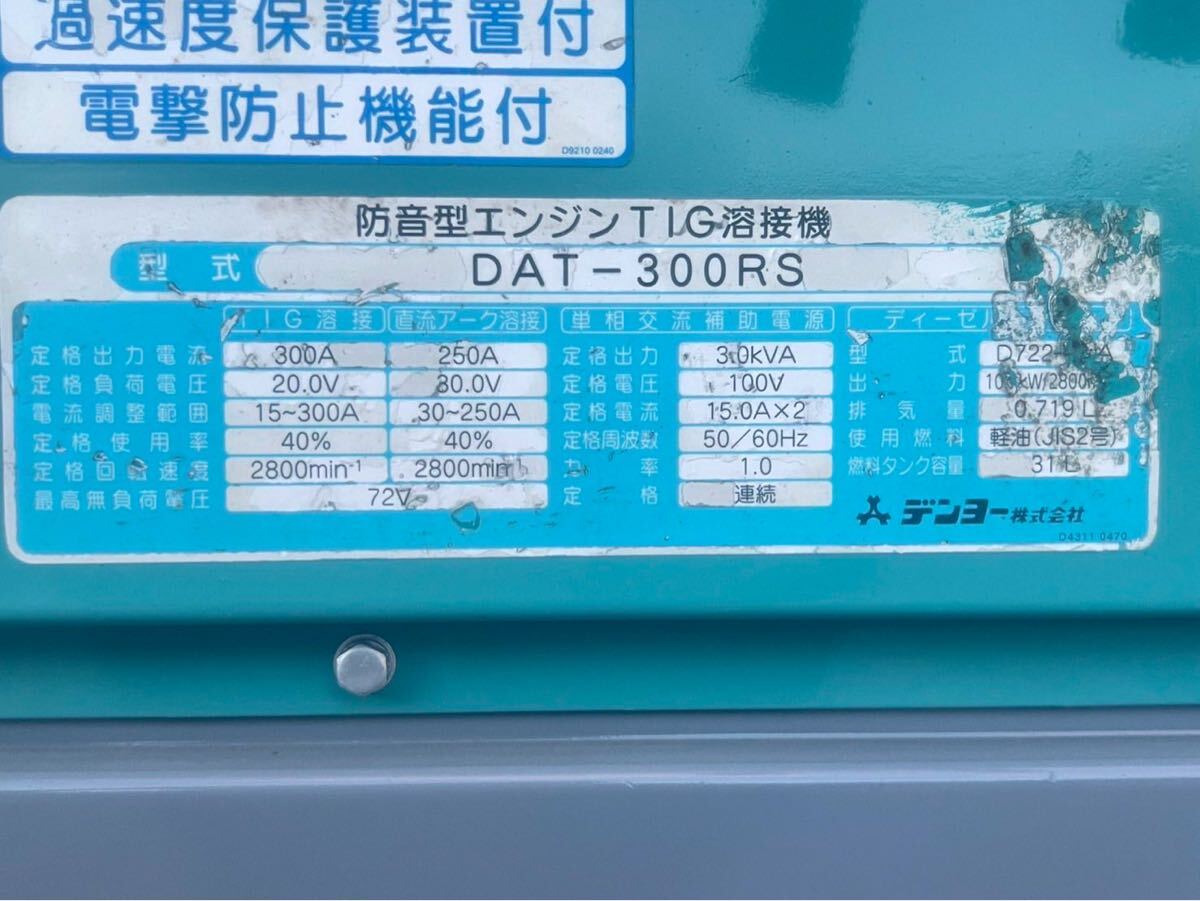 過速度保護装置付
電撃防止機能付
D9210 0240
防音型エンジンTIG溶接機
型式 DAT-300RS
TIG溶接 直流アーク溶接 単相交流補助電源 ディーゼル
定格出力電流 300A 250A 定格出力 3.0kVA 型式
定格負荷電圧 20.0V 30.0V 定格電圧 100V 出力
電流調整範囲 15~300A 30~250A 定格電流 15.0A×2 排気量 0.719 L
定格使用率 40% 40% 定格周波数 50/60Hz 使用燃料 軽油(JIS2号)
定格回転速度 2800min⁻¹ 2800min 力率 1.0 燃料タンク容量 31 L
最高無負荷電圧 72V 定格 連続 デンヨー株式会社
D4311 0470